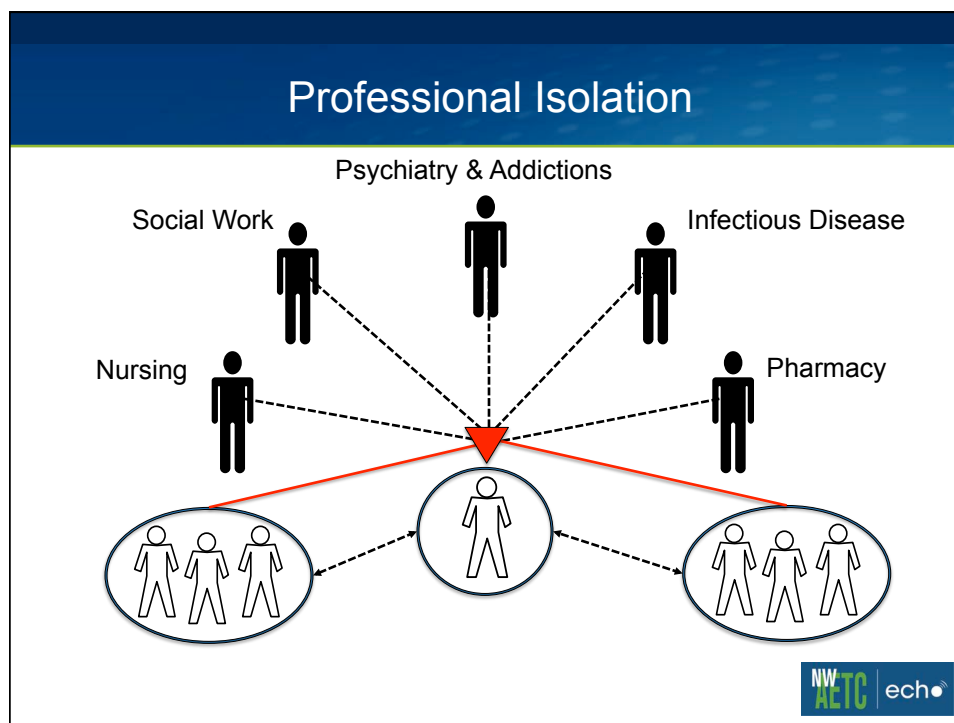 Professional Isolation
Psychiatry & Addictions
Social Work
Infectious Disease
Nursing
Pharmacy
NW
AETC
echo